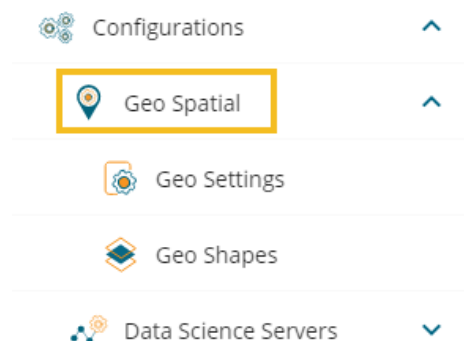 Configurations
Geo Spatial
Geo Settings
Geo Shapes
Data Science Servers